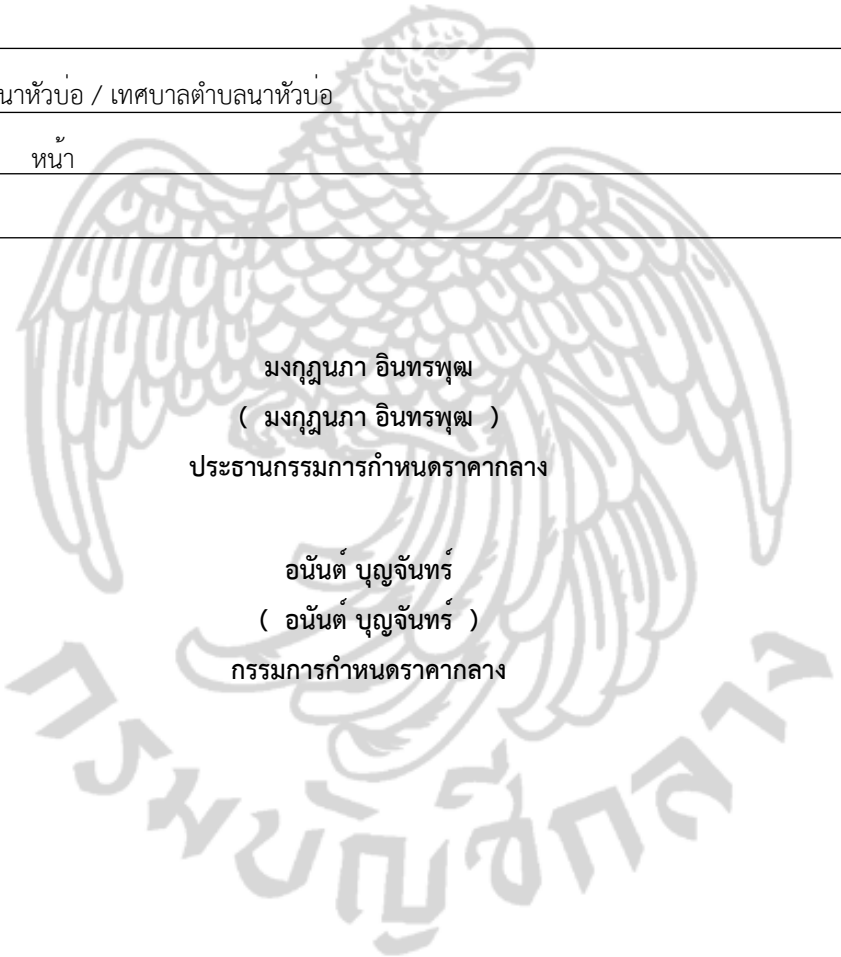 นาหัวบ่อ / เทศบาลตำบลนาหัวบ่อ
หน้า
มงกุฎนภา อินทรพุฒ
( มงกุฎนภา อินทรพุฒ )
ประธานกรรมการกำหนดราคากลาง
อนันต์ บุญจันทร์
( อนันต์ บุญจันทร์ )
กรรมการกำหนดราคากลาง
กรมบัญชีกลาง